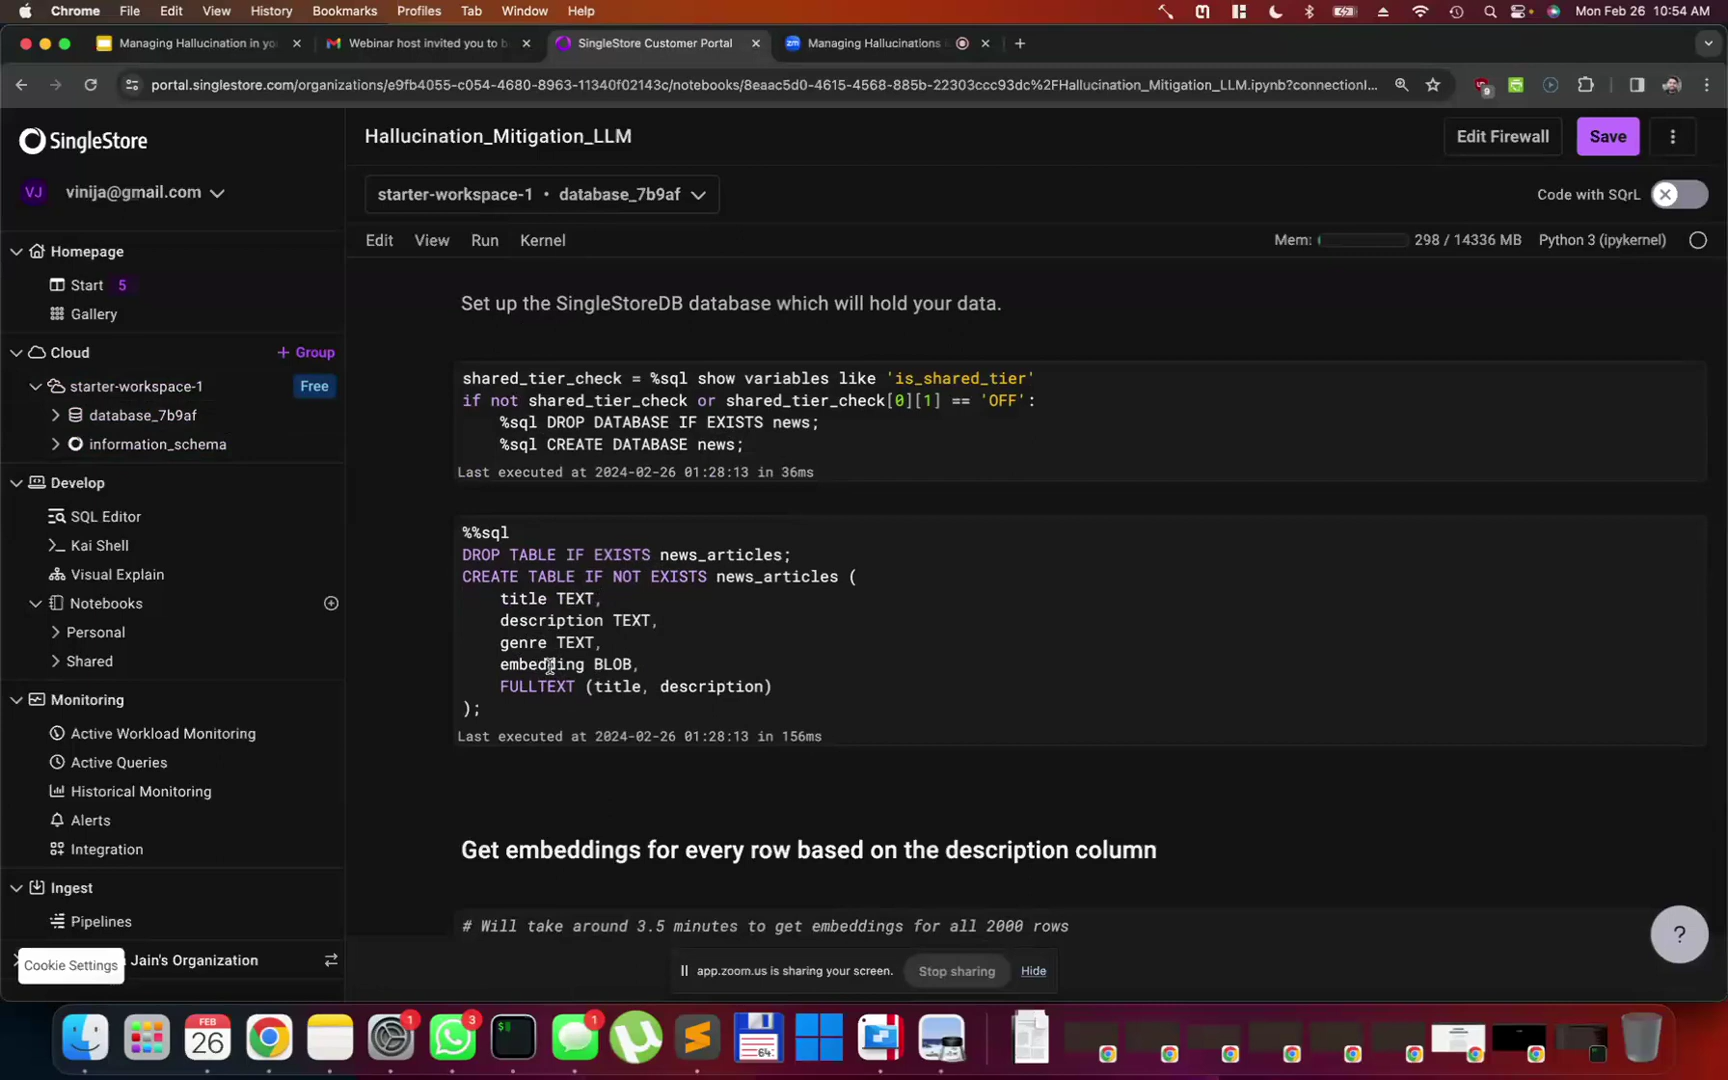 Chrome File Edit View History Bookmarks Profiles Tab Window Help Mon Feb 26 10:54 AM
Managing Hallucination in yo
Webinar host invited you to b
SingleStore Customer Portal
Managing Hallucinations
portal.singlestore.com/organizations/e9fb4055-c054-4680-8963-11340f02143c/notebooks/8eaac5d0-4615-4568-885b-22303ccc93dc%2FHallucination_Mitigation_LLM.ipynb?connectionI...
9
SingleStore
VJ vinija@gmail.com
Homepage
Start 5
Gallery
Cloud + Group
starter-workspace-1 Free
database_7b9af
information_schema
Develop
SQL Editor
Kai Shell
Visual Explain
Notebooks
Personal
Shared
Monitoring
Active Workload Monitoring
Active Queries
Historical Monitoring
Alerts
Integration
Ingest
Pipelines
Jain's Organization
Cookie Settings
Hallucination_Mitigation_LLM
Edit Firewall
Save
starter-workspace-1 • database_7b9af
Code with SQrL
Edit View Run Kernel
Mem: 298 / 14336 MB Python 3 (ipykernel)
Set up the SingleStoreDB database which will hold your data.
shared_tier_check = %sql show variables like 'is_shared_tier'
if not shared_tier_check or shared_tier_check[0][1] == 'OFF':
%sql DROP DATABASE IF EXISTS news;
%sql CREATE DATABASE news;
Last executed at 2024-02-26 01:28:13 in 36ms
%%sql
DROP TABLE IF EXISTS news_articles;
CREATE TABLE IF NOT EXISTS news_articles (
title TEXT,
description TEXT,
genre TEXT,
embedding BLOB,
FULLTEXT (title, description)
);
Last executed at 2024-02-26 01:28:13 in 156ms
Get embeddings for every row based on the description column
# Will take around 3.5 minutes to get embeddings for all 2000 rows
app.zoom.us is sharing your screen.
Stop sharing
Hide
?
FEB
26
1
3
1
64